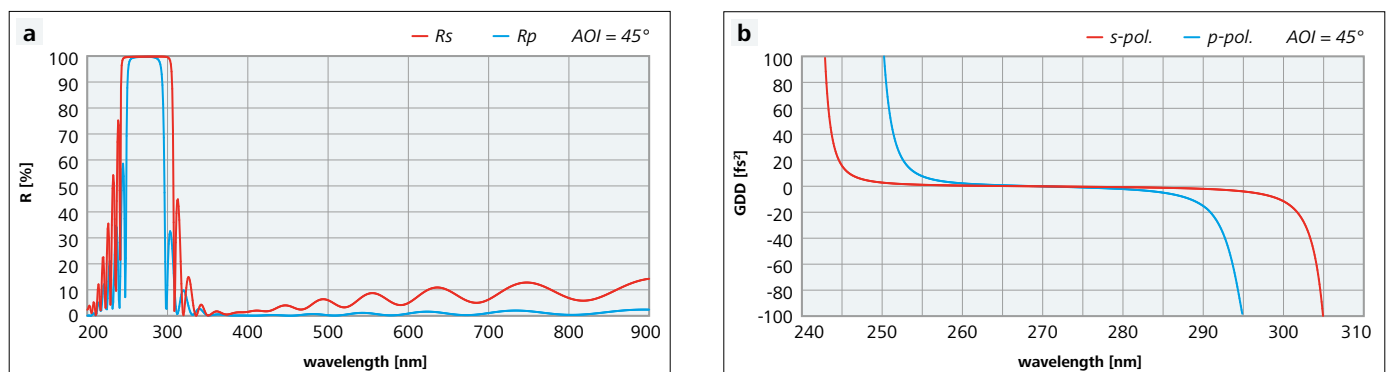 a
Rs Rp AOI = 45°
100
90
80
70
60
50
40
30
20
10
0
R [%]
200 300 400 500 600 700 800 900
wavelength [nm]
b
s-pol. p-pol. AOI = 45°
100
80
60
40
20
0
-20
-40
-60
-80
-100
GDD [fs²]
240 250 260 270 280 290 300 310
wavelength [nm]